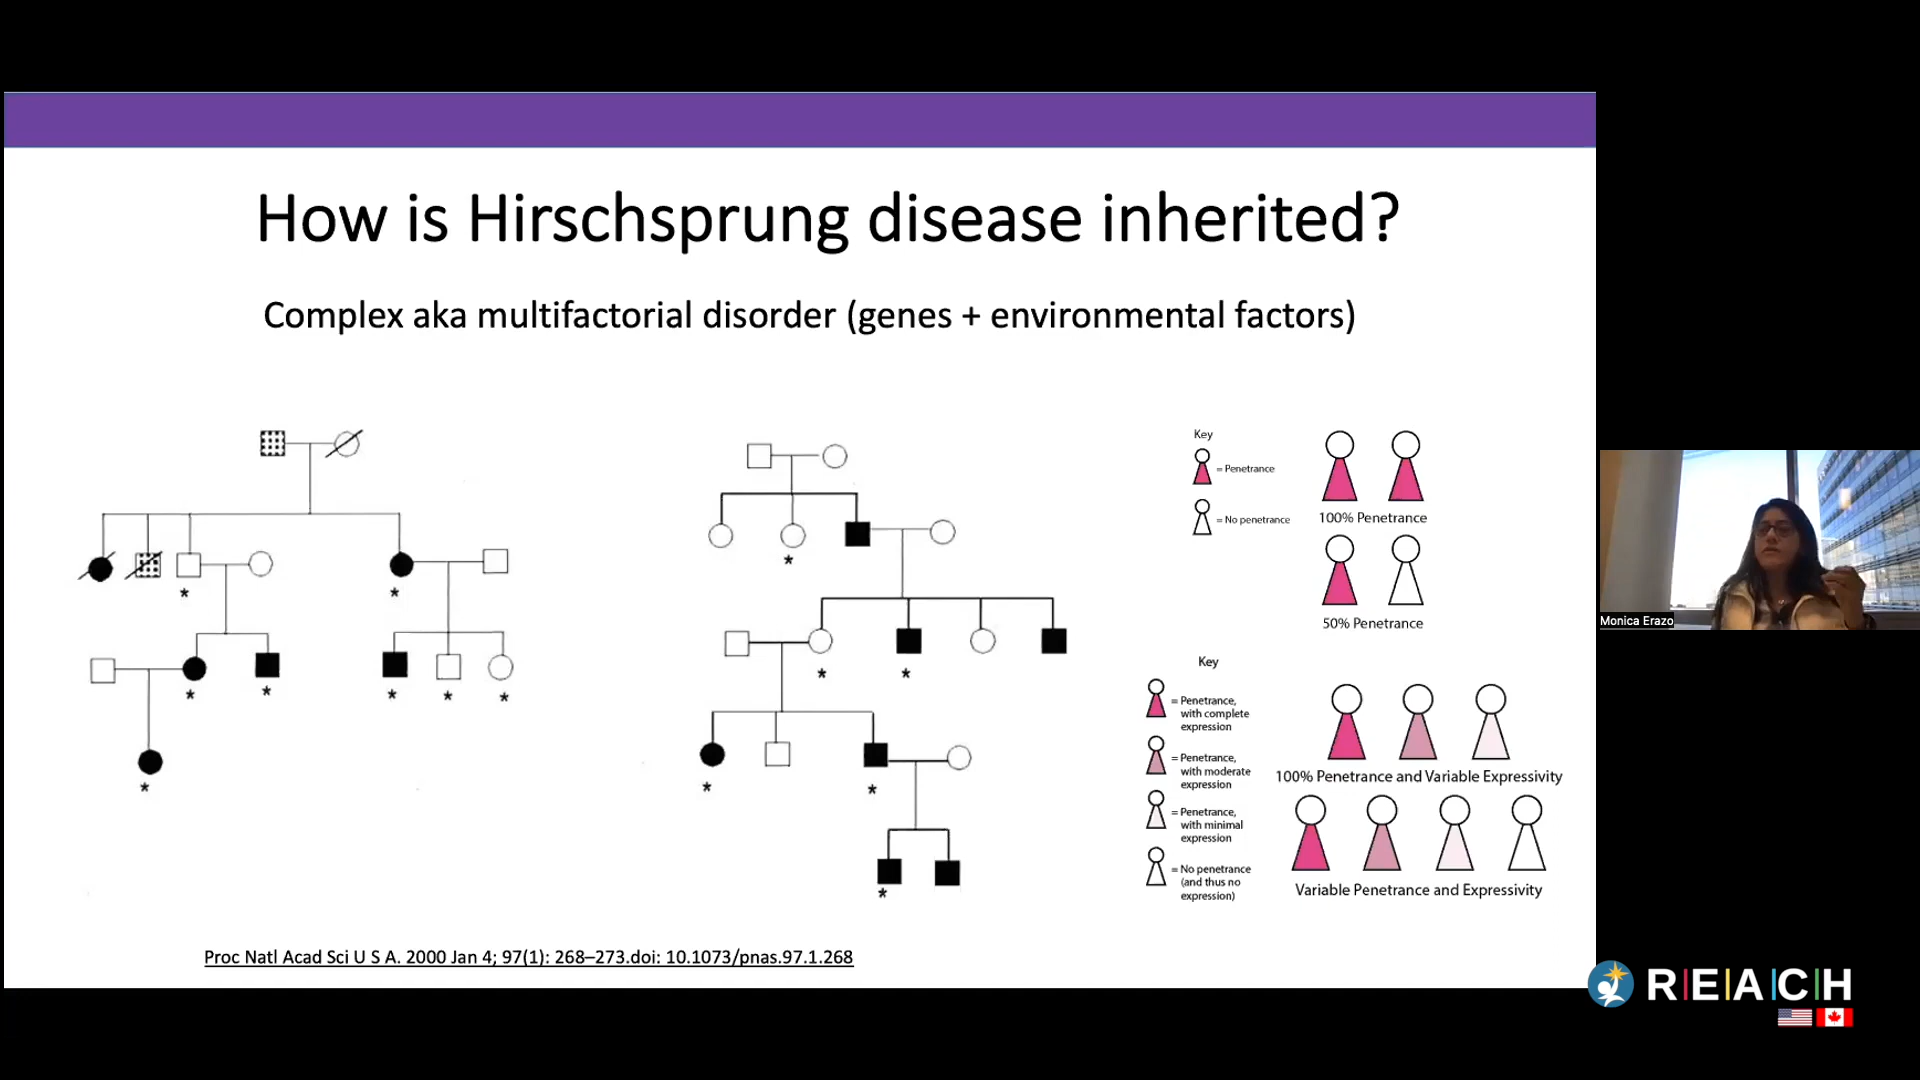 How is Hirschsprung disease inherited?
Complex aka multifactorial disorder (genes + environmental factors)
*
*
*
*
*
*
*
*
*
*
*
*
*
*
Key
= Penetrance
= No penetrance
100% Penetrance
50% Penetrance
Key
= Penetrance,
with complete
expression
= Penetrance,
with moderate
expression
= Penetrance,
with minimal
expression
= No penetrance
(and thus no
expression)
100% Penetrance and Variable Expressivity
Variable Penetrance and Expressivity
Proc Natl Acad Sci U S A. 2000 Jan 4; 97(1): 268–273.doi: 10.1073/pnas.97.1.268
Monica Erazo
R|E|A|C|H